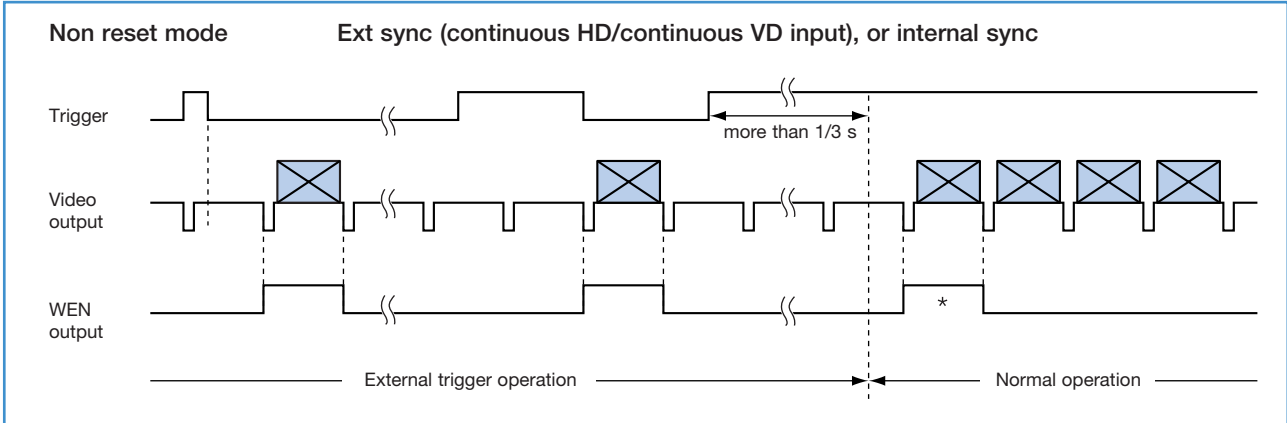 Non reset mode
Ext sync (continuous HD/continuous VD input), or internal sync
Trigger
more than 1/3 s
Video
output
WEN
output
*
External trigger operation
Normal operation